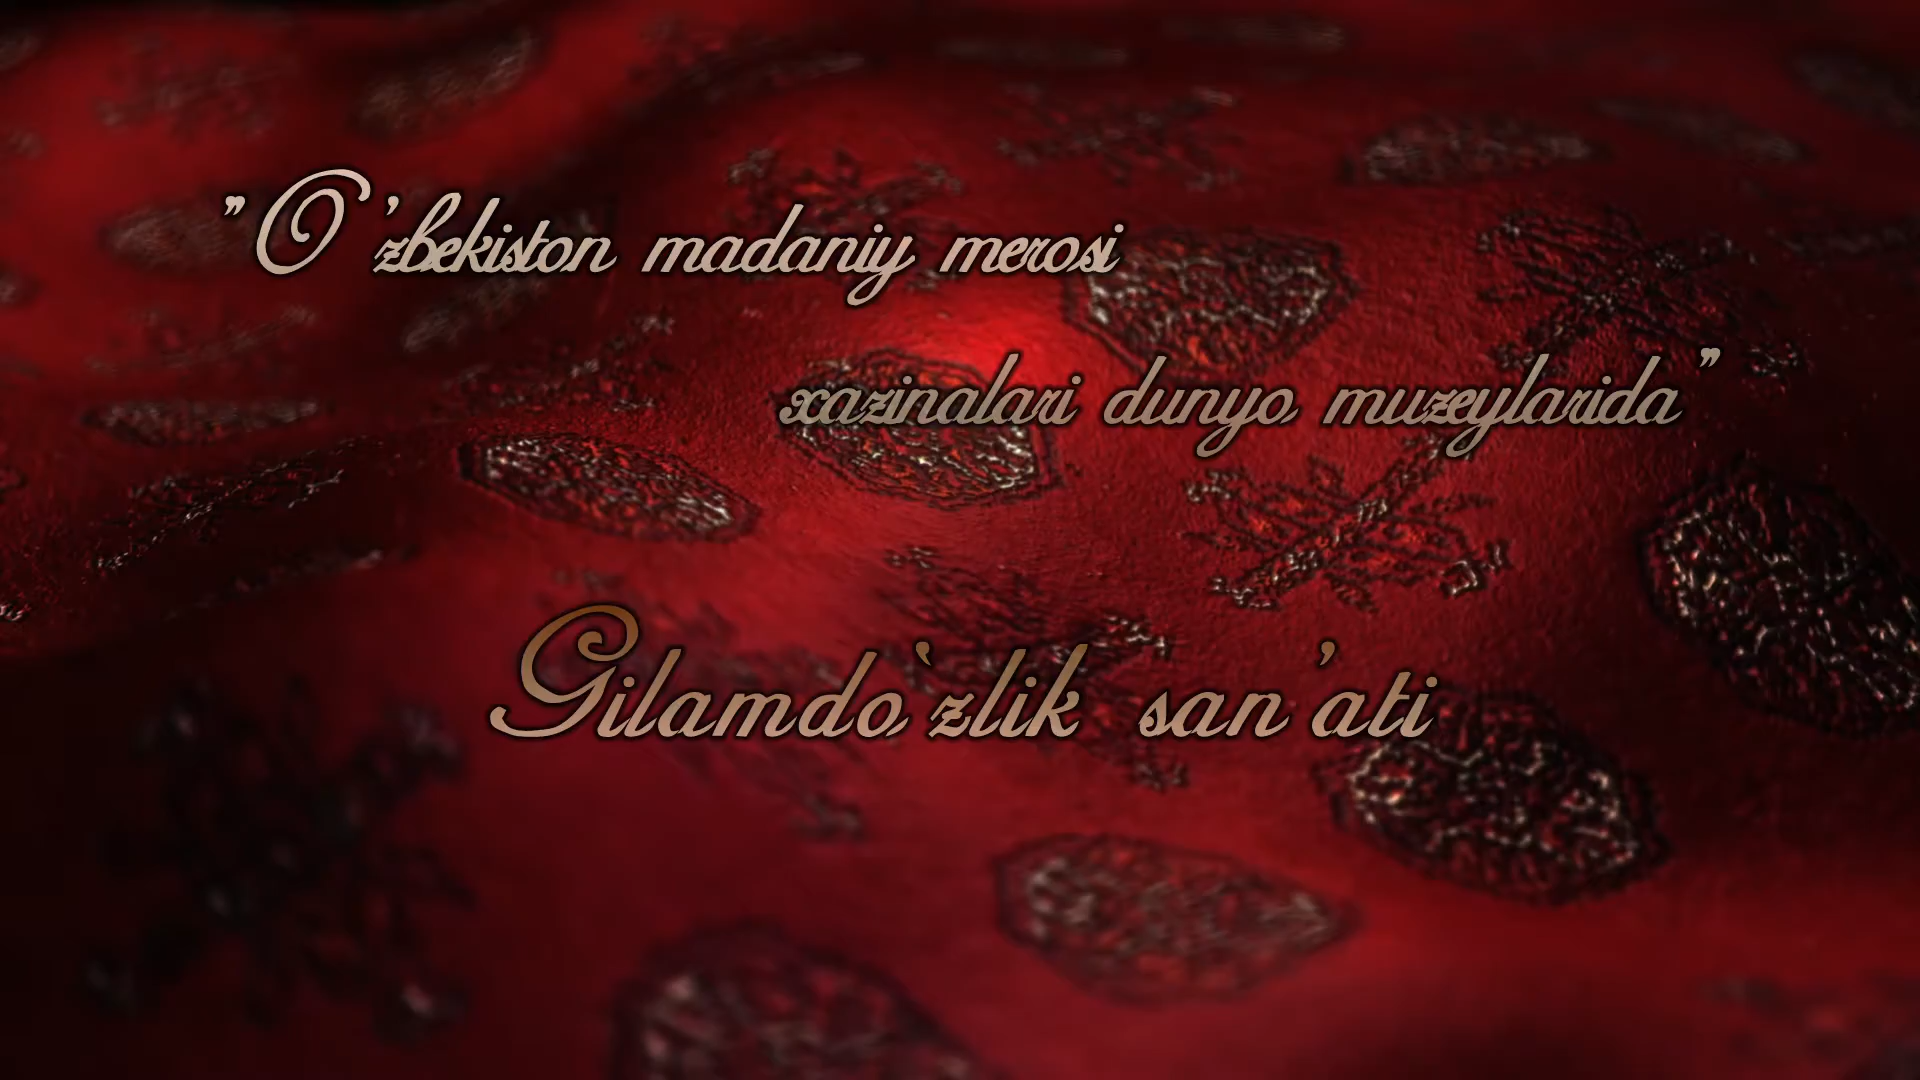 "O'zbekiston madaniy merosi
xazinalari dunyo muzeylarida"
Gilamdo`zlik san'ati